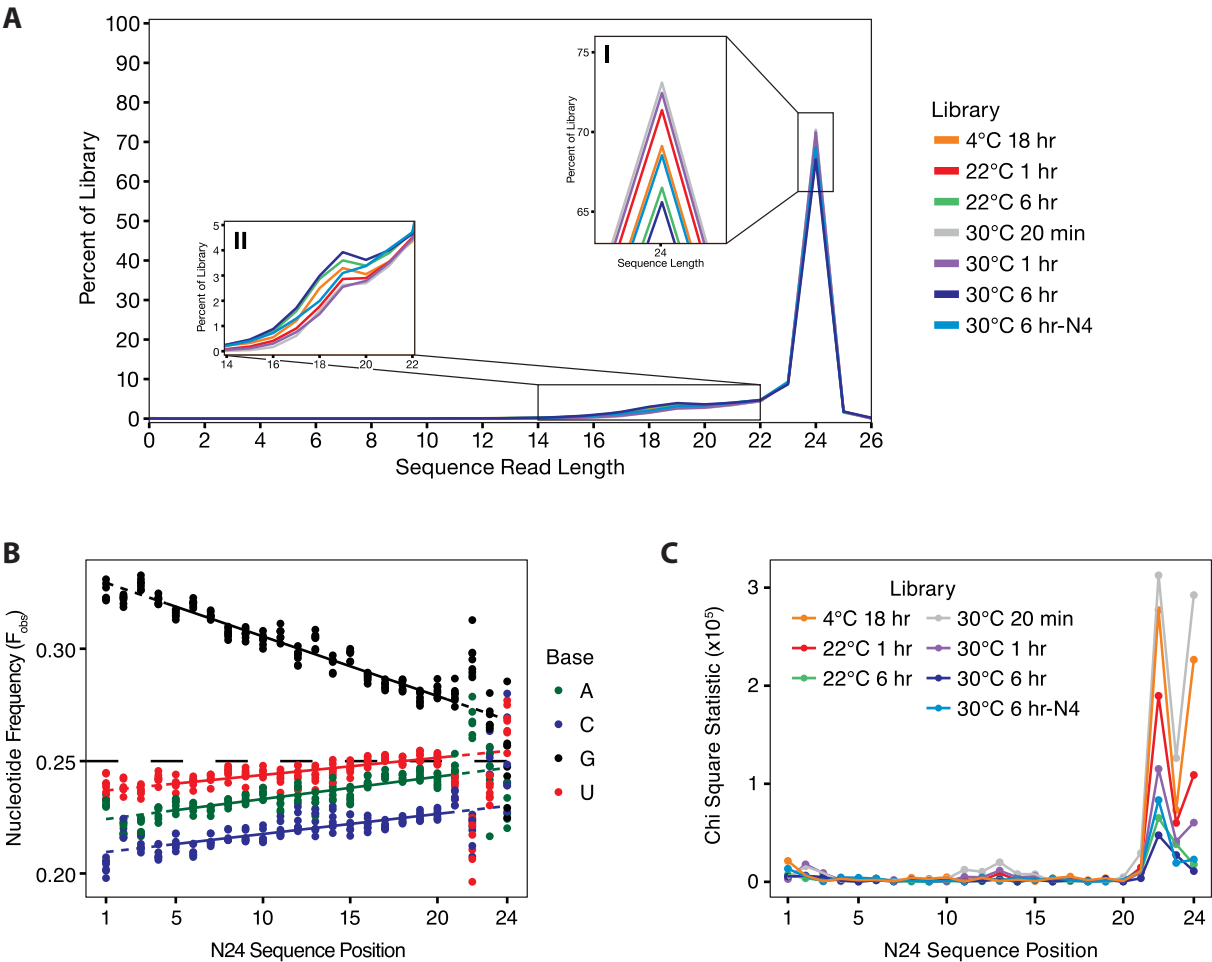 A
100
90
80
70
60
50
40
30
20
10
0
Percent of Library
0 2 4 6 8 10 12 14 16 18 20 22 24 26
Sequence Read Length
I
75
70
65
Percent of Library
24
Sequence Length
II
5
4
3
2
1
0
Percent of Library
14 16 18 20 22
Library
4°C 18 hr
22°C 1 hr
22°C 6 hr
30°C 20 min
30°C 1 hr
30°C 6 hr
30°C 6 hr-N4
B
Nucleotide Frequency (Fobs)
0.30
0.25
0.20
1 5 10 15 20 24
N24 Sequence Position
Base
A
C
G
U
C
Chi Square Statistic (x10⁵)
3
2
1
0
1 5 10 15 20 24
N24 Sequence Position
Library
4°C 18 hr 30°C 20 min
22°C 1 hr 30°C 1 hr
22°C 6 hr 30°C 6 hr
30°C 6 hr-N4